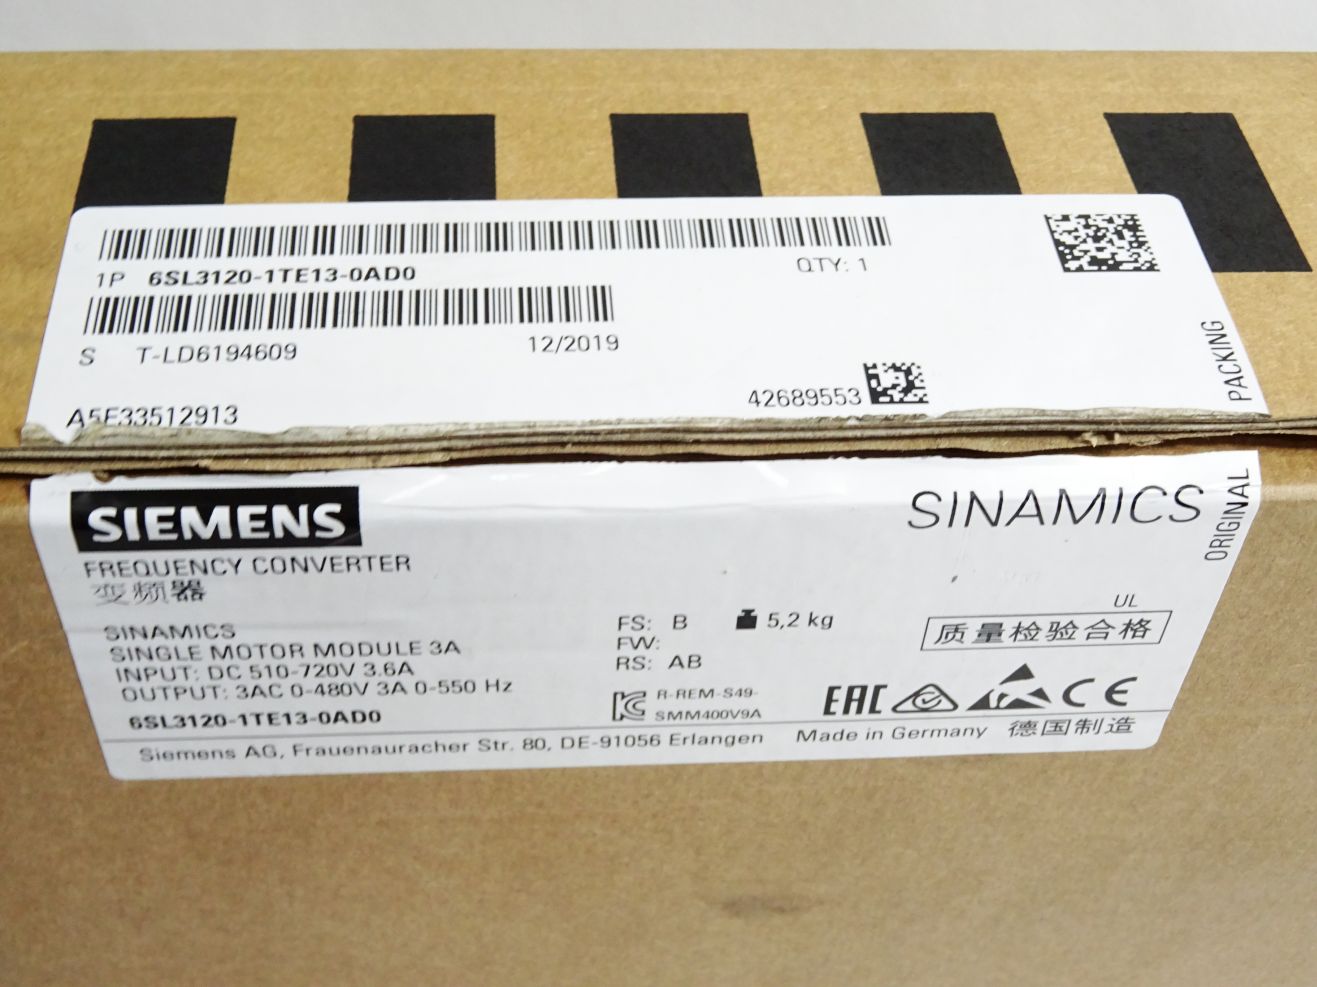 1P 6SL3120-1TE13-0AD0
QTY: 1
S T-LD6194609
12/2019
A5E33512913
42689553
ORIGINAL PACKING
SIEMENS
SINAMICS
FREQUENCY CONVERTER
变频器
SINAMICS
SINGLE MOTOR MODULE 3A
INPUT: DC 510-720V 3.6A
OUTPUT: 3AC 0-480V 3A 0-550 Hz
6SL3120-1TE13-0AD0
FS: B
5,2 kg
FW:
RS: AB
R-REM-S49-
SMM400V9A
UL
质量检验合格
EAC
CE
Siemens AG, Frauenauracher Str. 80, DE-91056 Erlangen
Made in Germany 德国制造